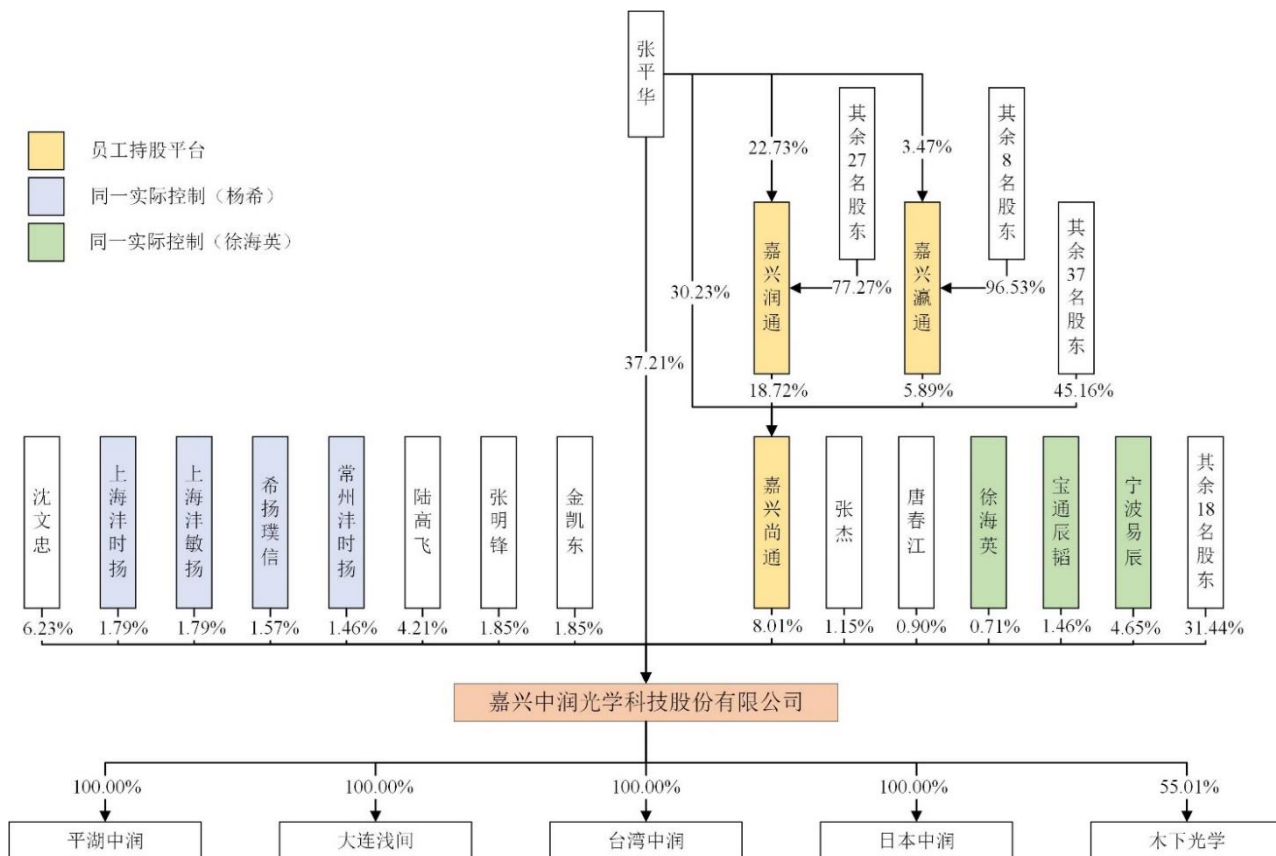 张平华
员工持股平台
同一实际控制（杨希）
同一实际控制（徐海英）
22.73%
3.47%
其余27名股东
其余8名股东
嘉兴润通
嘉兴瀛通
其余37名股东
30.23%
77.27%
96.53%
37.21%
18.72%
5.89%
45.16%
沈文忠
上海沣时扬
上海沣敏扬
希扬璞信
常州沣时扬
陆高飞
张明锋
金凯东
嘉兴尚通
张杰
唐春江
徐海英
宝通辰韬
宁波易辰
其余18名股东
6.23%
1.79%
1.79%
1.57%
1.46%
4.21%
1.85%
1.85%
8.01%
1.15%
0.90%
0.71%
1.46%
4.65%
31.44%
嘉兴中润光学科技股份有限公司
100.00%
100.00%
100.00%
100.00%
55.01%
平湖中润
大连浅间
台湾中润
日本中润
木下光学